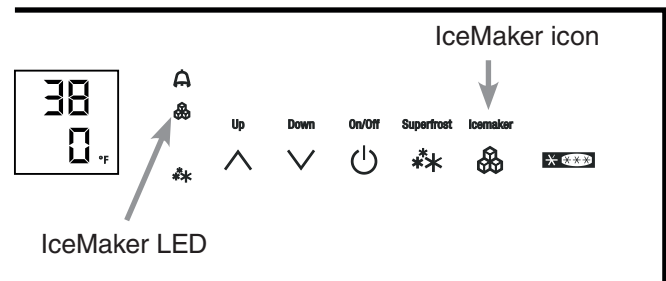 IceMaker icon
38
0 °F
Up Down On/Off Superfrost Icemaker
IceMaker LED